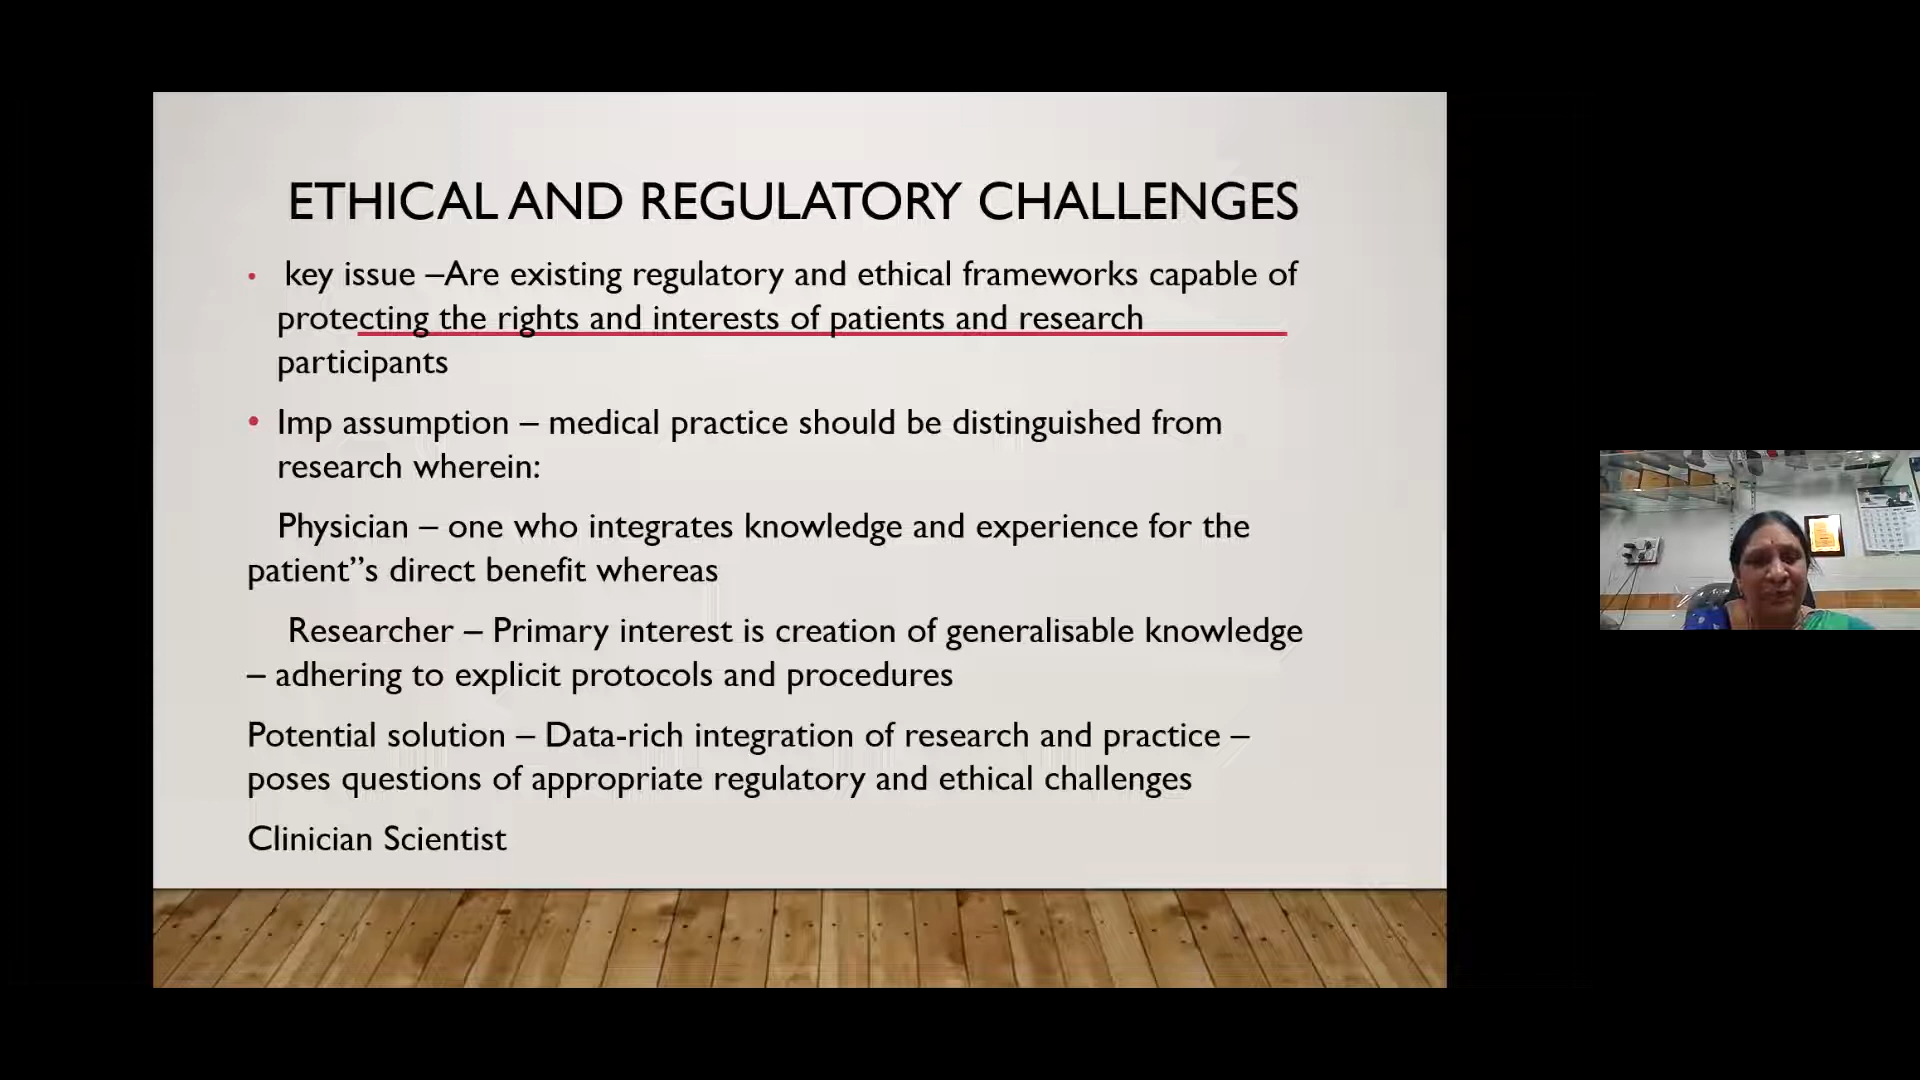 ETHICAL AND REGULATORY CHALLENGES
• key issue –Are existing regulatory and ethical frameworks capable of
protecting the rights and interests of patients and research
participants
• Imp assumption – medical practice should be distinguished from
research wherein:
Physician – one who integrates knowledge and experience for the
patient”s direct benefit whereas
Researcher – Primary interest is creation of generalisable knowledge
– adhering to explicit protocols and procedures
Potential solution – Data-rich integration of research and practice –
poses questions of appropriate regulatory and ethical challenges
Clinician Scientist